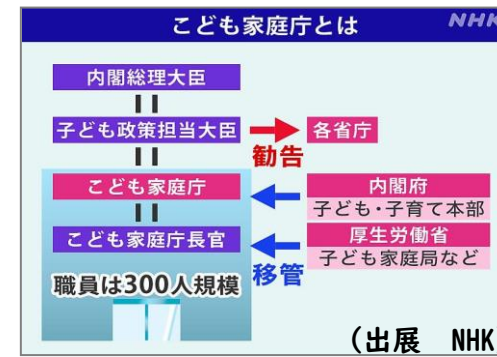 こども家庭庁とは
NHK
内閣総理大臣
子ども政策担当大臣
各省庁
勧告
こども家庭庁
内閣府
子ども・子育て本部
こども家庭庁長官
厚生労働省
子ども家庭局など
移管
職員は300人規模
(出展 NHK